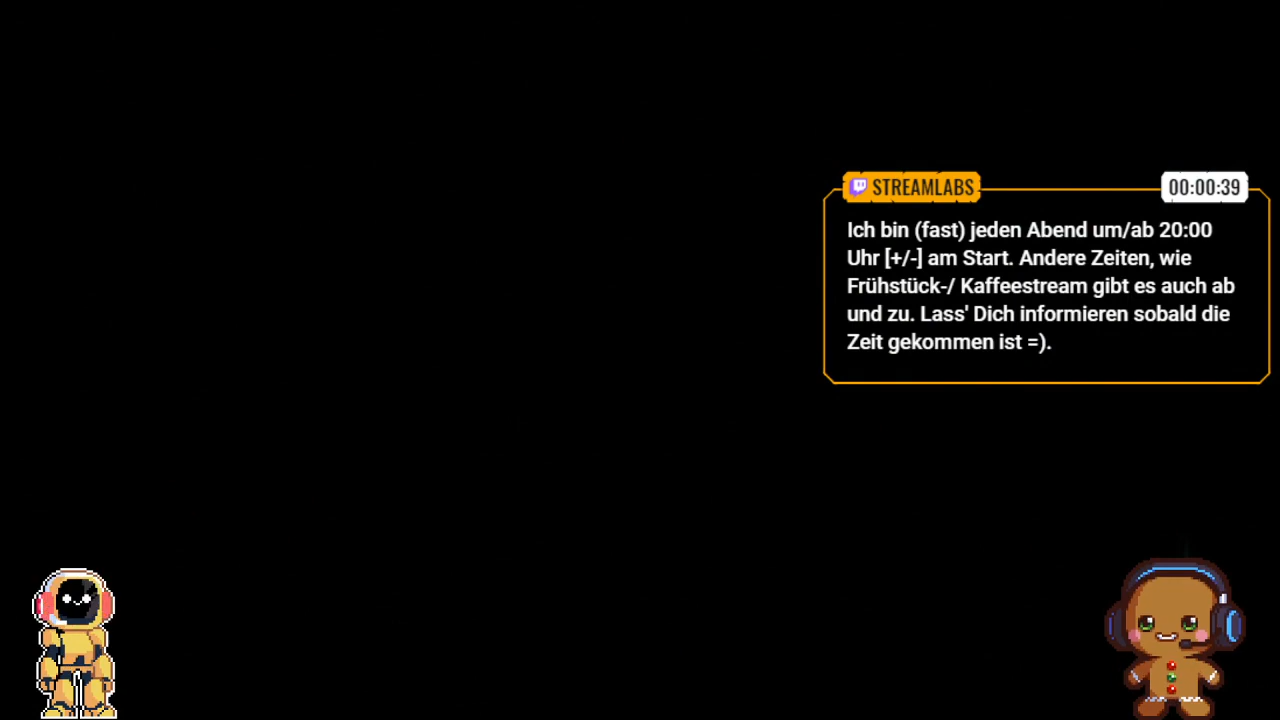 STREAMLABS 00:00:39
Ich bin (fast) jeden Abend um/ab 20:00
Uhr [+/-] am Start. Andere Zeiten, wie
Frühstück-/ Kaffeestream gibt es auch ab
und zu. Lass' Dich informieren sobald die
Zeit gekommen ist =).